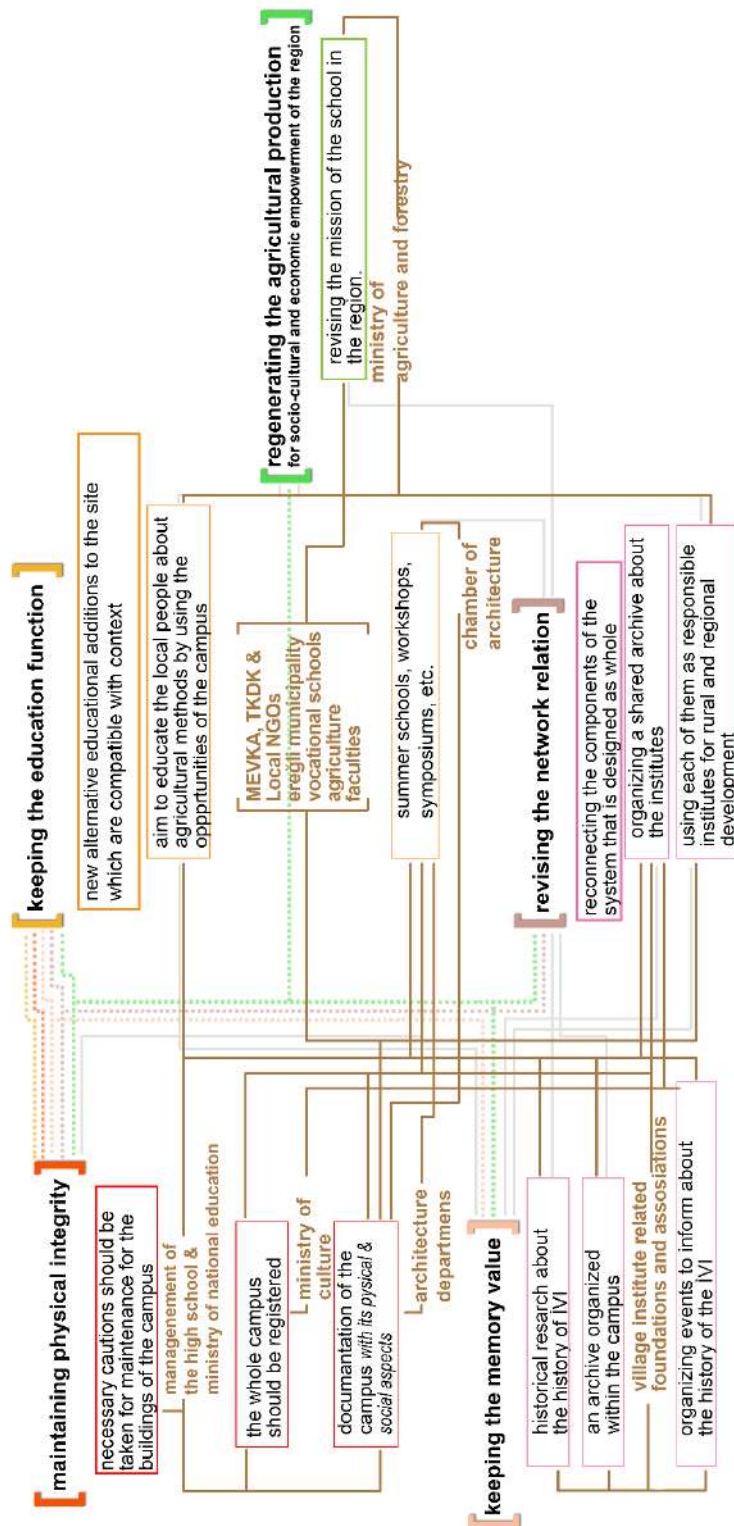 maintaining physical integrity
necessary cautions should be
taken for maintenance for the
buildings of the campus
managenement of
the high school &
ministry of national education
the whole campus
should be registered
ministry of
culture
documantation of the
campus with its pysical &
social aspects
architecture
departmens
keeping the memory value
historical research about
the history of IVI
an archive organized
within the campus
village institute related
foundations and assosiations
organizing events to inform about
the history of the IVI
keeping the education function
new alternative educational additions to the site
which are compatible with context
aim to educate the local people about
agricultural methods by using the
oppprtunities of the campus
MEVKA, TKDK &
Local NGOs
ereğli municipality
vocational schools
agriculture
faculties
summer schools, workshops,
symposiums, etc.
chamber of
architecture
revising the network relation
reconnecting the components of the
system that is designed as whole
organizing a shared archive about
the institutes
using each of them as responsible
institutes for rural and regional
development
regenerating the agricultural production
for socio-cultural and economic empowerment of the region
revising the mission of the school in
the region.
ministry of
agriculture and forestry